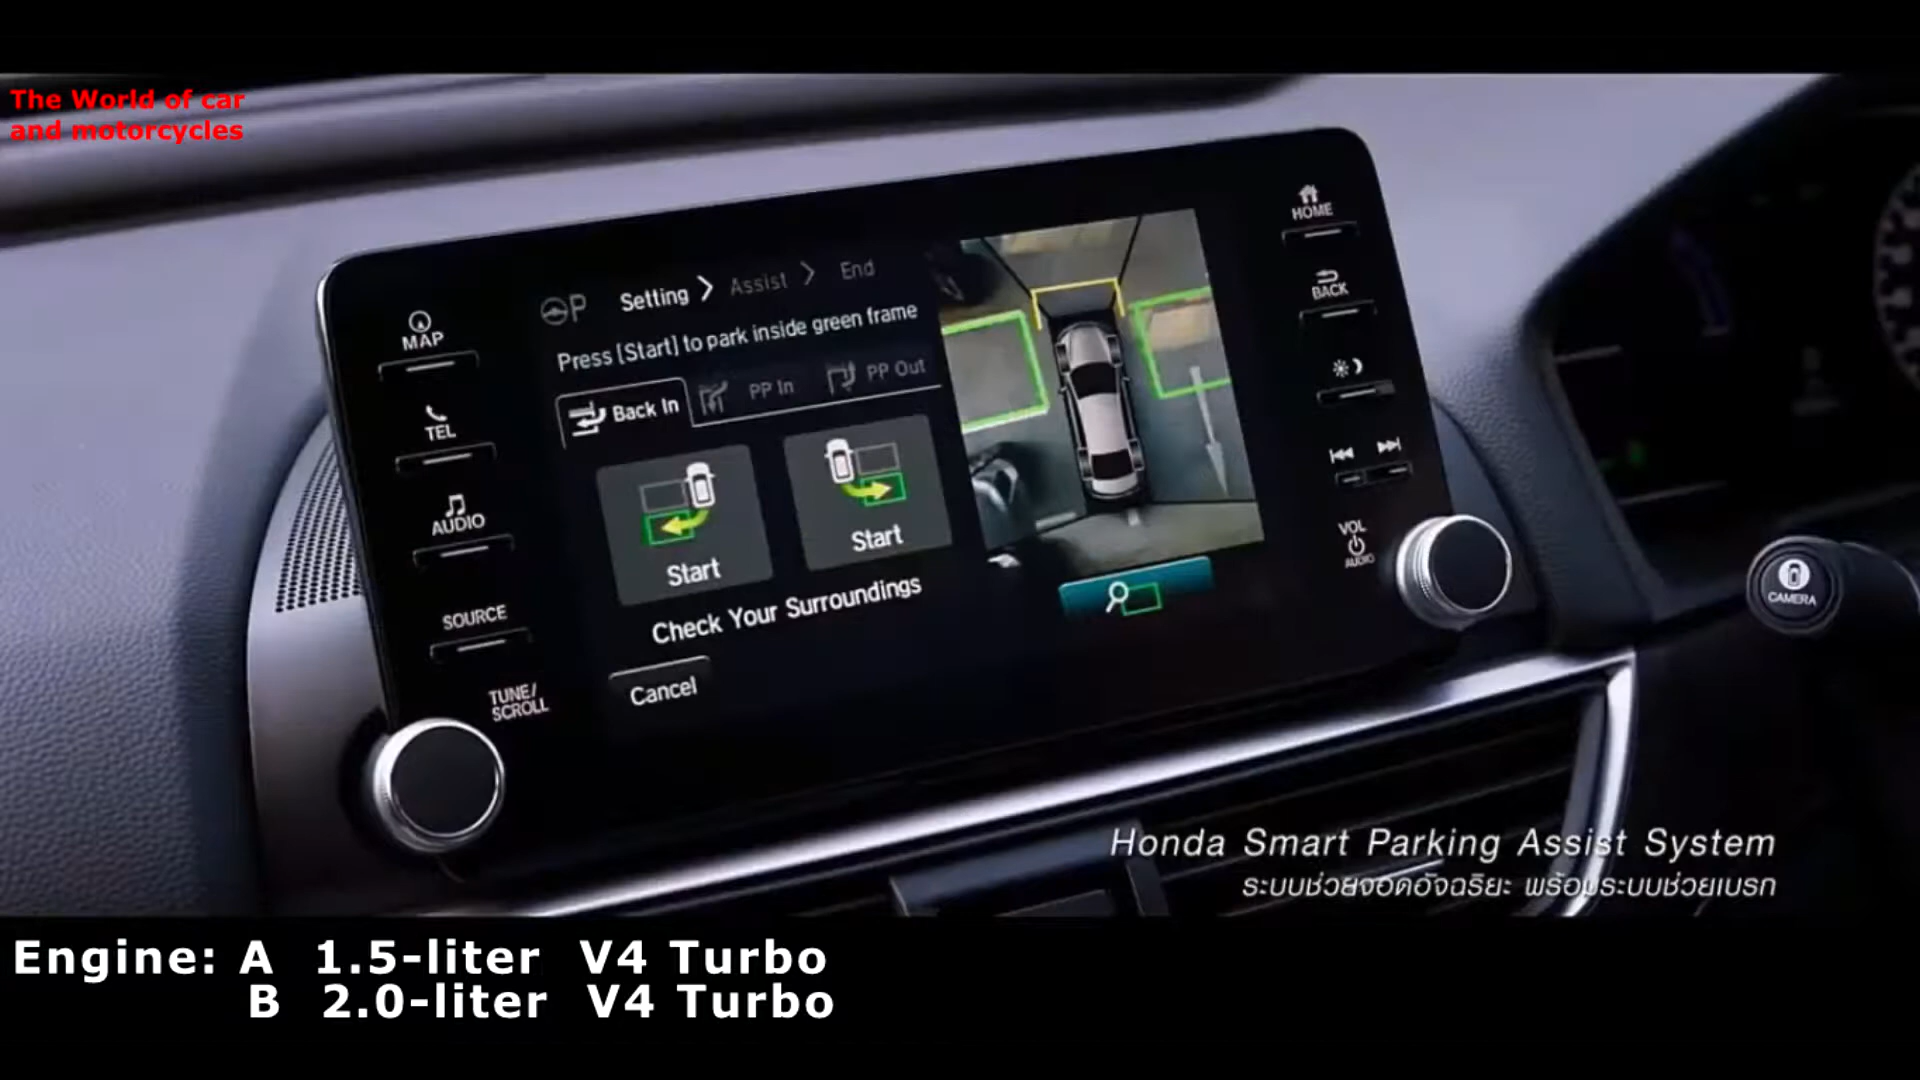 The World of car
and motorcycles
HOME
BACK
MAP
TEL
AUDIO
SOURCE
TUNE/
SCROLL
P Setting > Assist > End
Press [Start] to park inside green frame
Back In PP In PP Out
Start Start
Check Your Surroundings
Cancel
VOL
AUDIO
CAMERA
Honda Smart Parking Assist System
ระบบช่วยจอดอัจฉริยะ พร้อมระบบช่วยเบรก
Engine: A 1.5-liter V4 Turbo
B 2.0-liter V4 Turbo